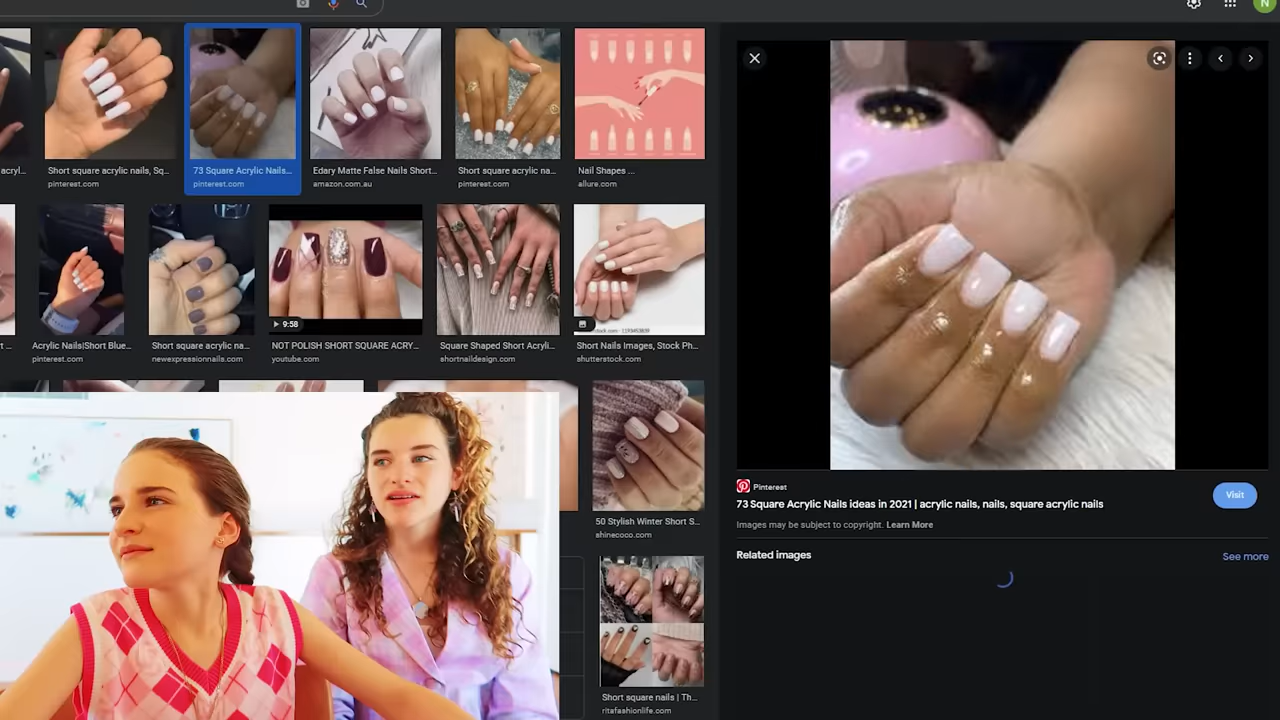 N
acryl...
Short square acrylic nails, Sq...
pinterest.com
73 Square Acrylic Nails...
pinterest.com
Edary Matte False Nails Short...
amazon.com.au
Short square acrylic na...
pinterest.com
Nail Shapes ...
allure.com
rt ...
Acrylic Nails|Short Blue...
pinterest.com
Short square acrylic na...
newexpressionnails.com
9:58
NOT POLISH SHORT SQUARE ACRY...
youtube.com
Square Shaped Short Acryli...
shortnaildesign.com
Short Nails Images, Stock Ph...
shutterstock.com
50 Stylish Winter Short S...
shinecoco.com
Short square nails | Th...
ritafashionlife.com
Pinterest
73 Square Acrylic Nails ideas in 2021 | acrylic nails, nails, square acrylic nails
Visit
Images may be subject to copyright. Learn More
Related images
See more